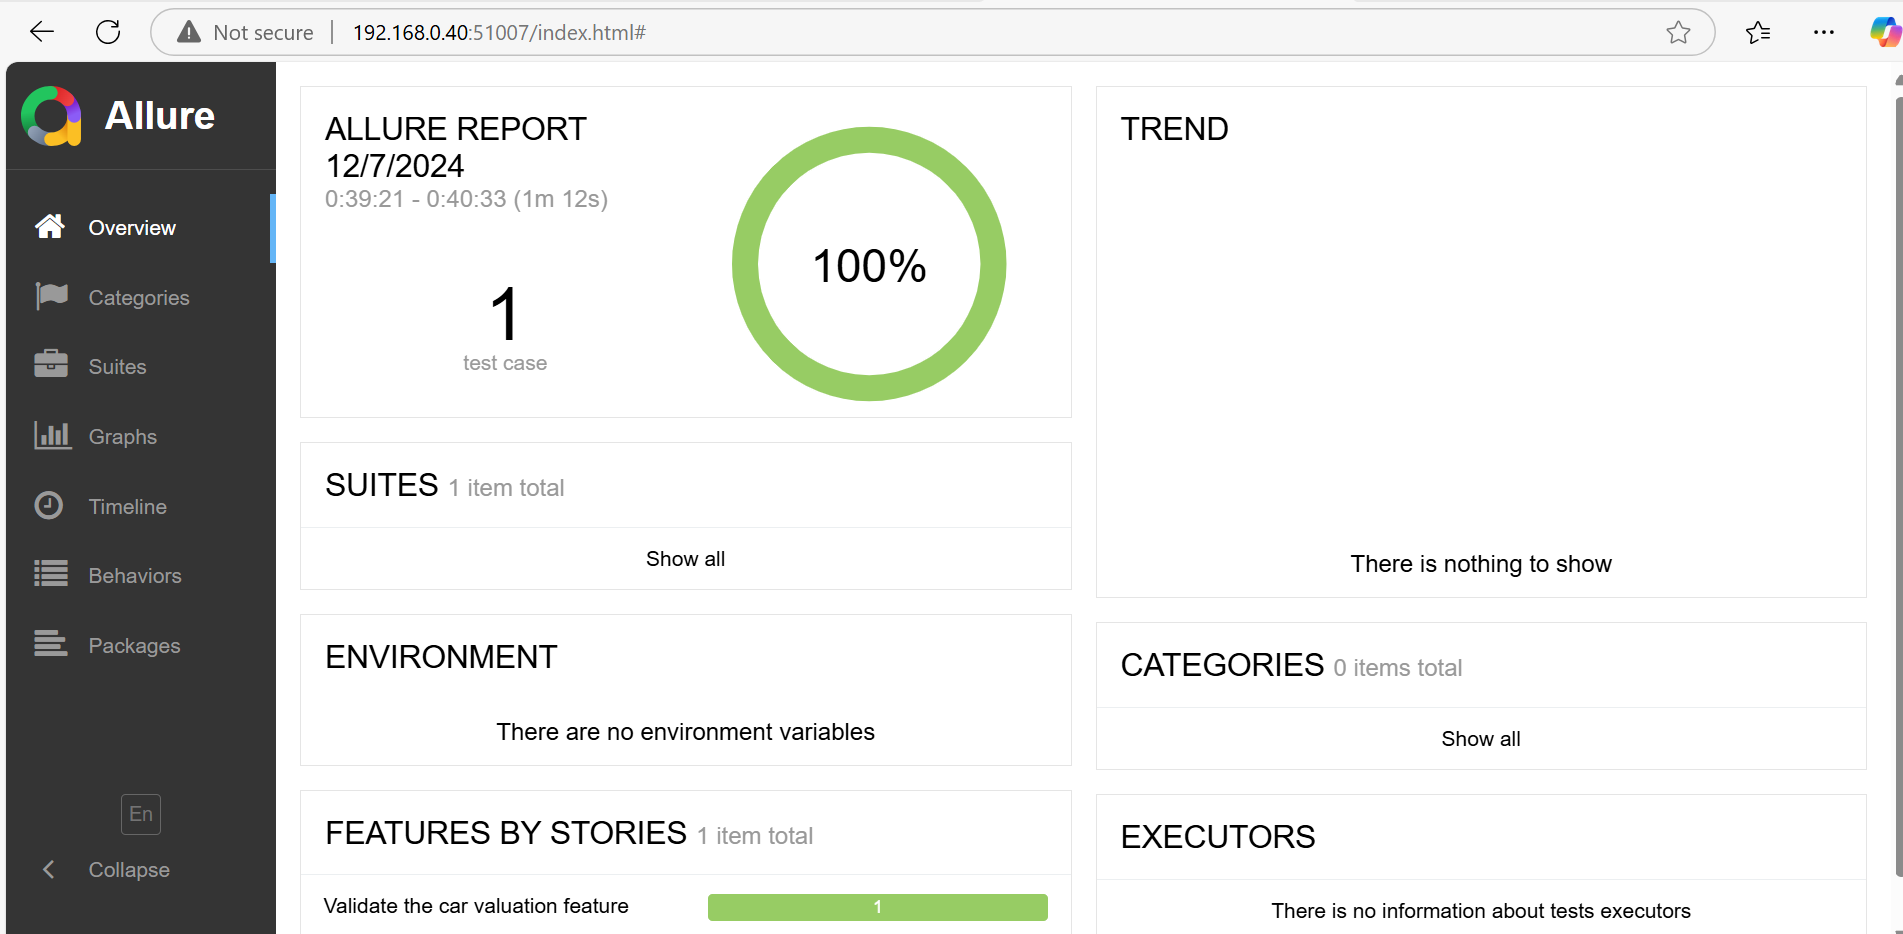 Not secure
192.168.0.40:51007/index.html#
Allure
Overview
Categories
Suites
Graphs
Timeline
Behaviors
Packages
En
Collapse
ALLURE REPORT
12/7/2024
0:39:21 - 0:40:33 (1m 12s)
1
test case
100%
SUITES 1 item total
Show all
ENVIRONMENT
There are no environment variables
FEATURES BY STORIES 1 item total
Validate the car valuation feature
1
TREND
There is nothing to show
CATEGORIES 0 items total
Show all
EXECUTORS
There is no information about tests executors